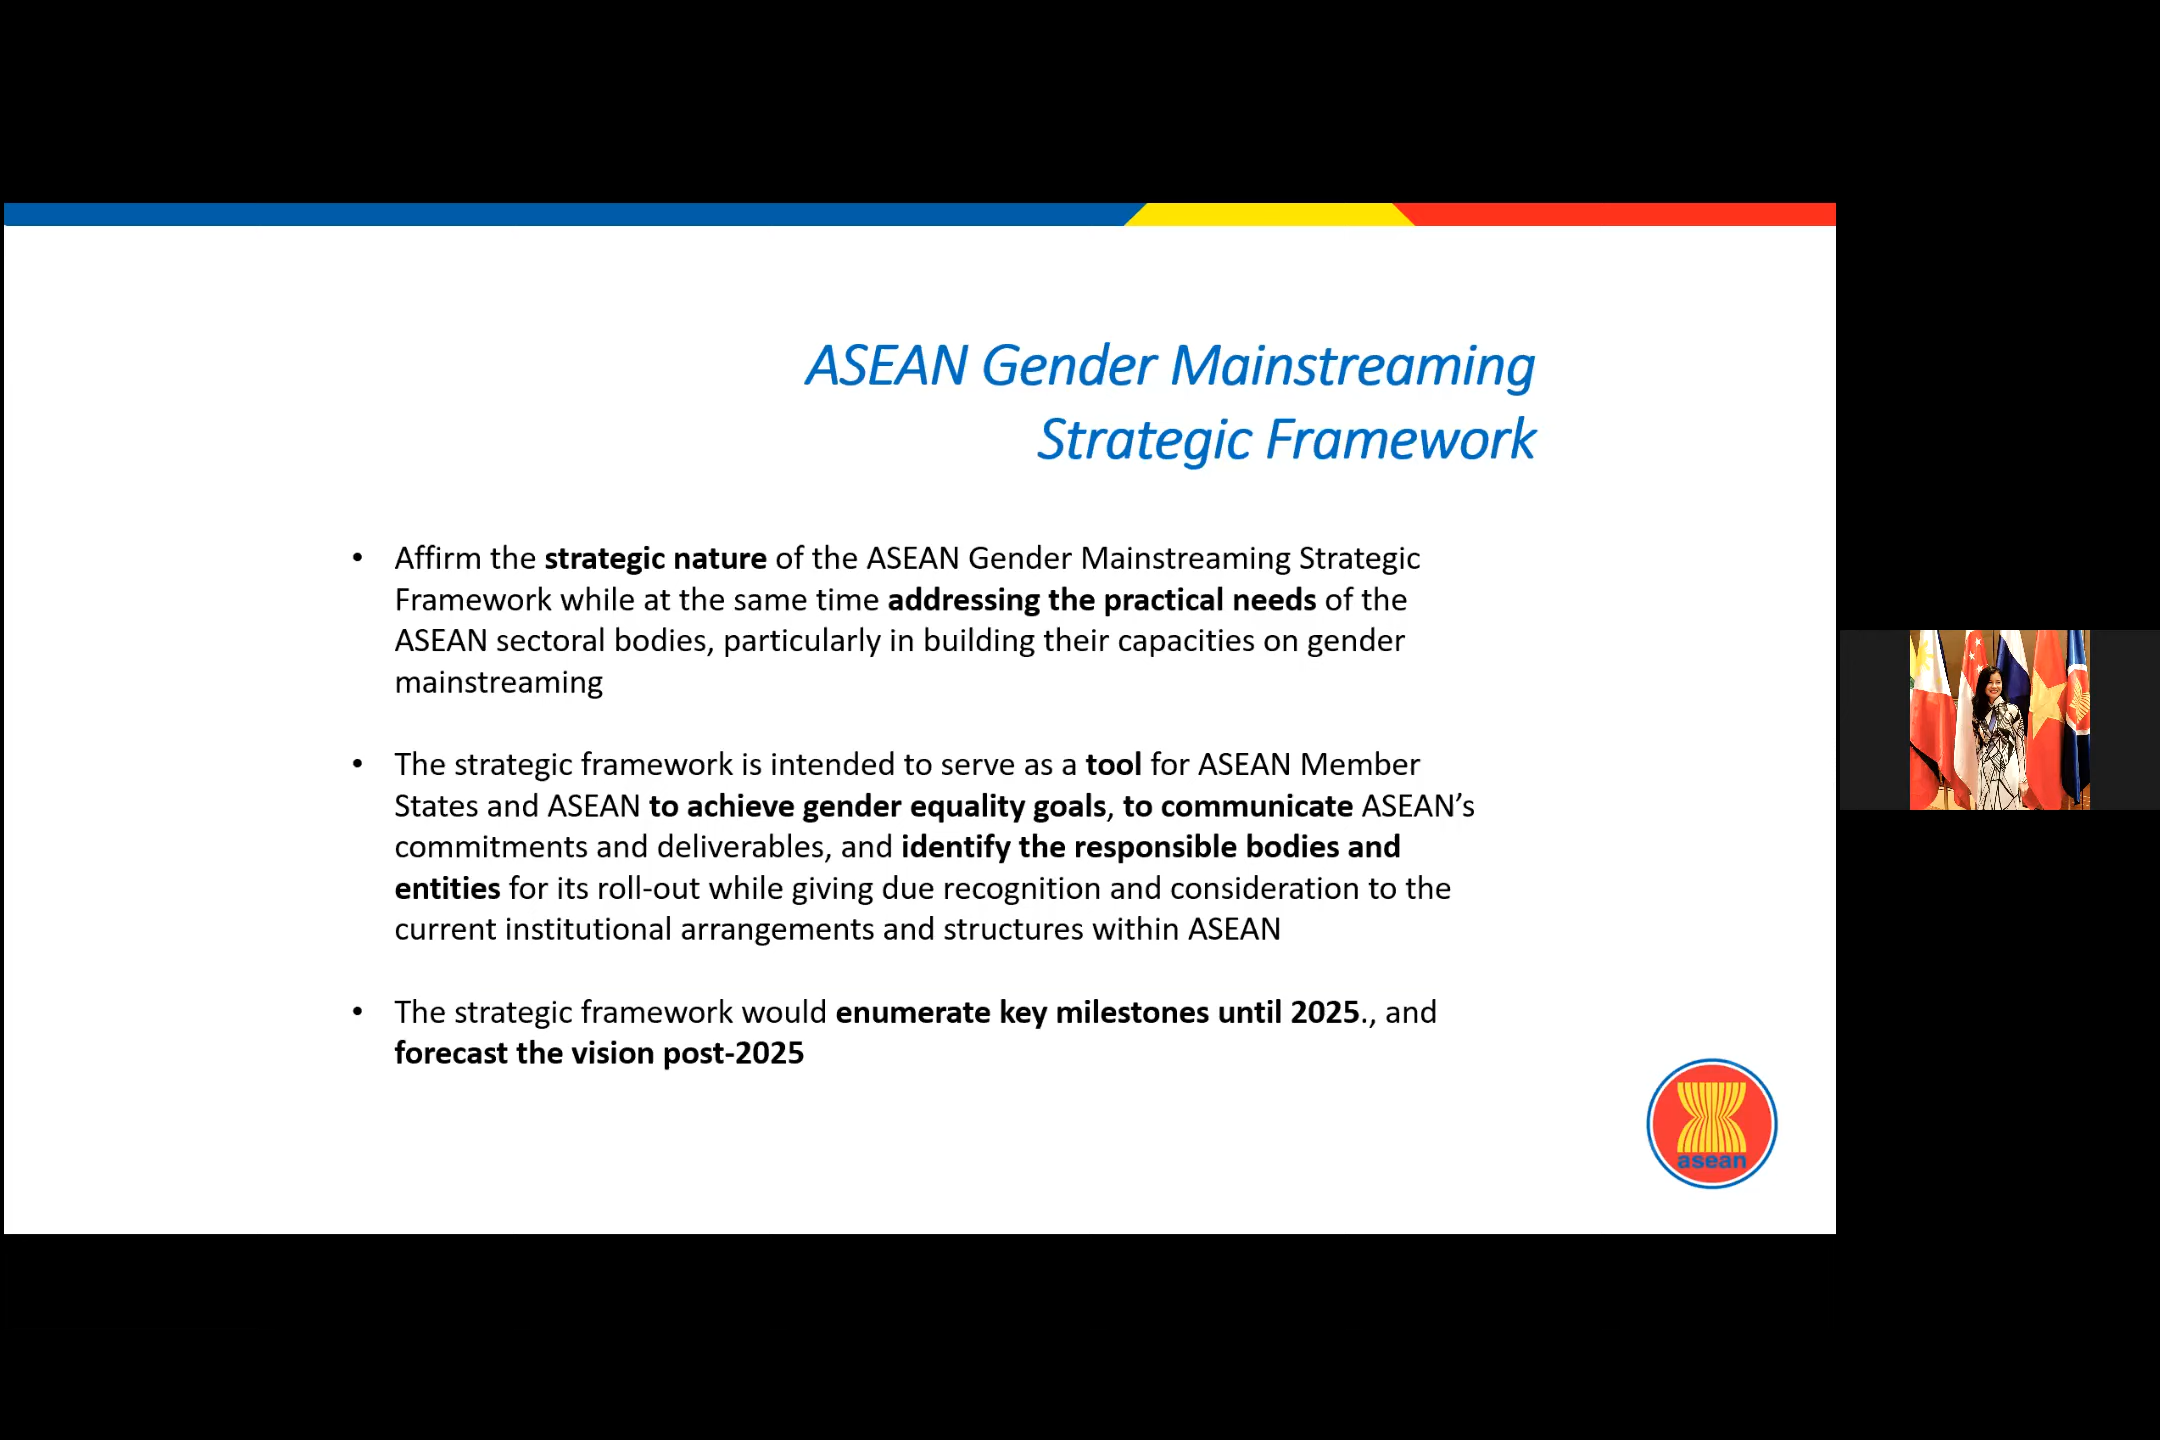 ASEAN Gender Mainstreaming
Strategic Framework
• Affirm the strategic nature of the ASEAN Gender Mainstreaming Strategic
Framework while at the same time addressing the practical needs of the
ASEAN sectoral bodies, particularly in building their capacities on gender
mainstreaming
• The strategic framework is intended to serve as a tool for ASEAN Member
States and ASEAN to achieve gender equality goals, to communicate ASEAN’s
commitments and deliverables, and identify the responsible bodies and
entities for its roll-out while giving due recognition and consideration to the
current institutional arrangements and structures within ASEAN
• The strategic framework would enumerate key milestones until 2025., and
forecast the vision post-2025
asean